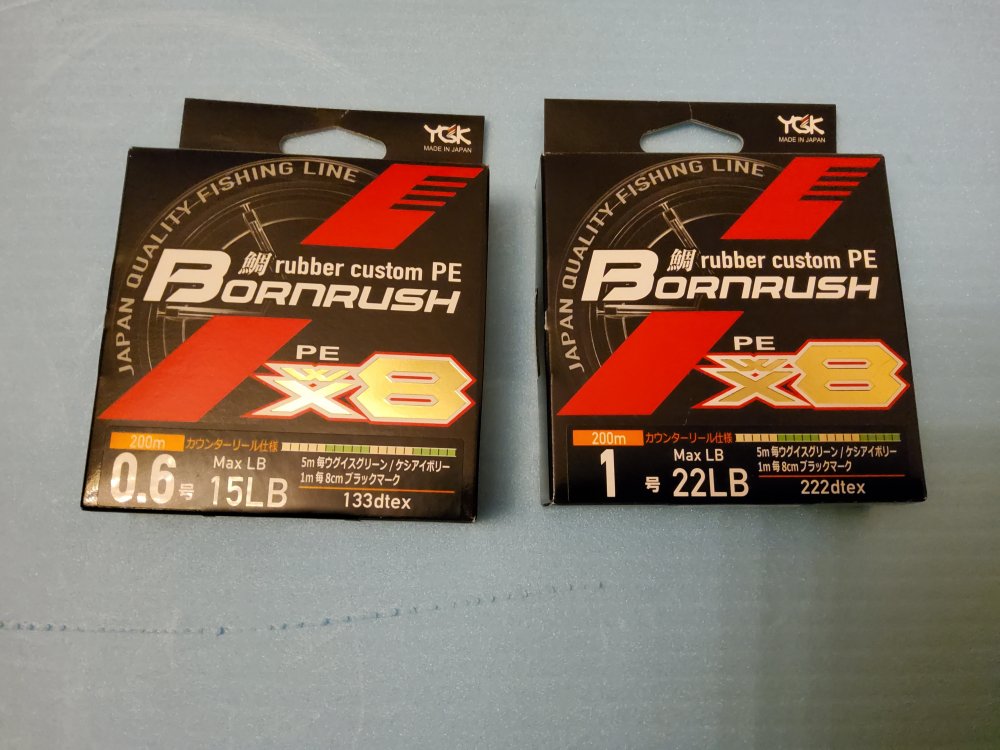 YGK
MADE IN JAPAN
JAPAN QUALITY FISHING LINE
鯛 rubber custom PE
BORNRUSH
PE
WX8
200m カウンターリール仕様
0.6号
Max LB
15LB
5m 毎ウグイスグリーン / ケシアイボリー
1m 毎 8cm ブラックマーク
133dtex
YGK
MADE IN JAPAN
JAPAN QUALITY FISHING LINE
鯛 rubber custom PE
BORNRUSH
PE
WX8
200m カウンターリール仕様
1号
Max LB
22LB
5m 毎ウグイスグリーン / ケシアイボリー
1m 毎 8cm ブラックマーク
222dtex